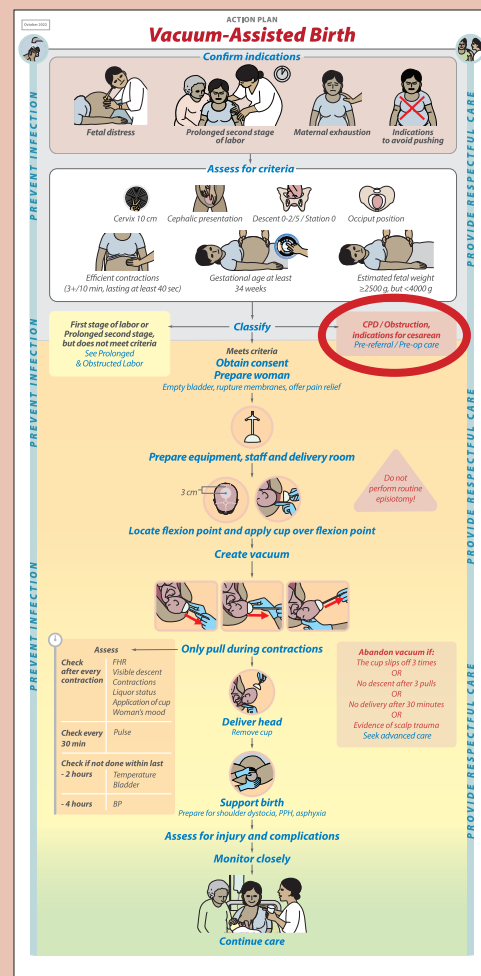 October 2022
ACTION PLAN
Vacuum-Assisted Birth
PREVENT INFECTION
PROVIDE RESPECTFUL CARE
Confirm indications
Fetal distress
Prolonged second stage
of labor
Maternal exhaustion
Indications
to avoid pushing
Assess for criteria
Cervix 10 cm
Cephalic presentation
Descent 0-2/5 / Station 0
Occiput position
Efficient contractions
(3+/10 min, lasting at least 40 sec)
Gestational age at least
34 weeks
Estimated fetal weight
≥2500 g, but <4000 g
First stage of labor or
Prolonged second stage,
but does not meet criteria
See Prolonged
& Obstructed Labor
Classify
CPD / Obstruction,
indications for cesarean
Pre-referral / Pre-op care
Meets criteria
Obtain consent
Prepare woman
Empty bladder, rupture membranes, offer pain relief
PREVENT INFECTION
PROVIDE RESPECTFUL CARE
Prepare equipment, staff and delivery room
3 cm
Do not
perform routine
episiotomy!
Locate flexion point and apply cup over flexion point
Create vacuum
PREVENT INFECTION
PROVIDE RESPECTFUL CARE
Only pull during contractions
Assess
Check
after every
contraction
FHR
Visible descent
Contractions
Liquor status
Application of cup
Woman's mood
Check every
30 min
Pulse
Check if not done within last
- 2 hours
Temperature
Bladder
- 4 hours
BP
Abandon vacuum if:
The cup slips off 3 times
OR
No descent after 3 pulls
OR
No delivery after 30 minutes
OR
Evidence of scalp trauma
Seek advanced care
Deliver head
Remove cup
Support birth
Prepare for shoulder dystocia, PPH, asphyxia
Assess for injury and complications
Monitor closely
Continue care